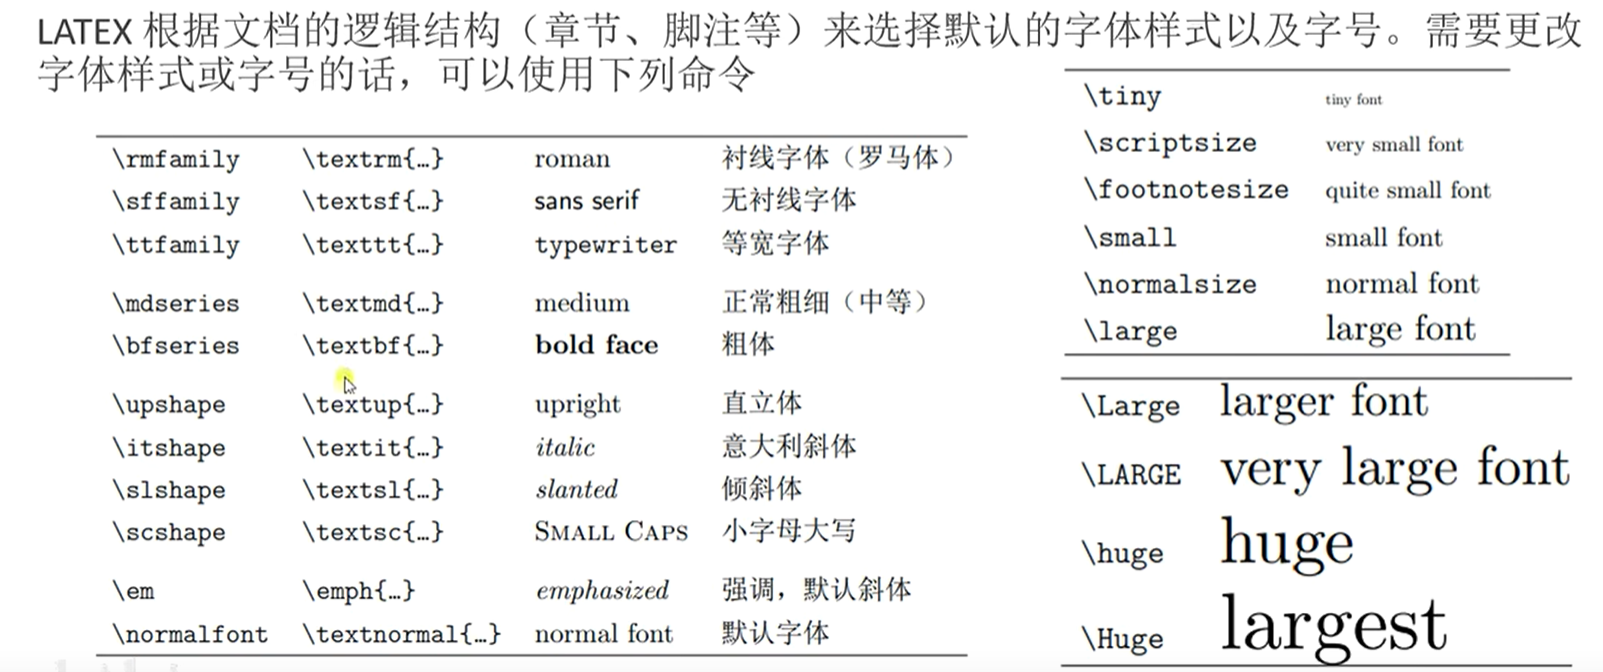 LATEX 根据文档的逻辑结构（章节、脚注等）来选择默认的字体样式以及字号。需要更改
字体样式或字号的话，可以使用下列命令
\rmfamily \textrm{…} roman 衬线字体（罗马体）
\sffamily \textsf{…} sans serif 无衬线字体
\ttfamily \texttt{…} typewriter 等宽字体
\mdseries \textmd{…} medium 正常粗细（中等）
\bfseries \textbf{…} bold face 粗体
\upshape \textup{…} upright 直立体
\itshape \textit{…} italic 意大利斜体
\slshape \textsl{…} slanted 倾斜体
\scshape \textsc{…} SMALL CAPS 小字母大写
\em \emph{…} emphasized 强调，默认斜体
\normalfont \textnormal{…} normal font 默认字体
\tiny tiny font
\scriptsize very small font
\footnotesize quite small font
\small small font
\normalsize normal font
\large large font
\Large larger font
\LARGE very large font
\huge huge
\Huge largest